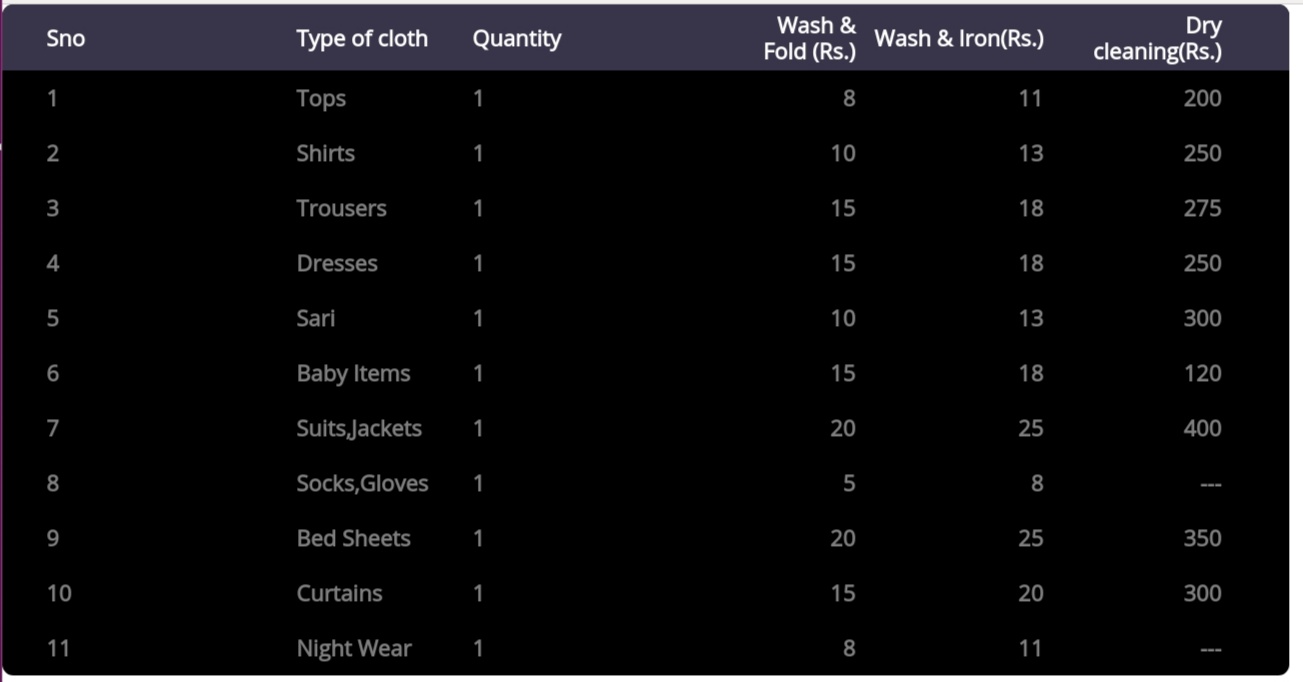 Sno Type of cloth Quantity Wash & Fold (Rs.) Wash & Iron(Rs.) Dry cleaning(Rs.)
1 Tops 1 8 11 200
2 Shirts 1 10 13 250
3 Trousers 1 15 18 275
4 Dresses 1 15 18 250
5 Sari 1 10 13 300
6 Baby Items 1 15 18 120
7 Suits,Jackets 1 20 25 400
8 Socks,Gloves 1 5 8 ---
9 Bed Sheets 1 20 25 350
10 Curtains 1 15 20 300
11 Night Wear 1 8 11 ---